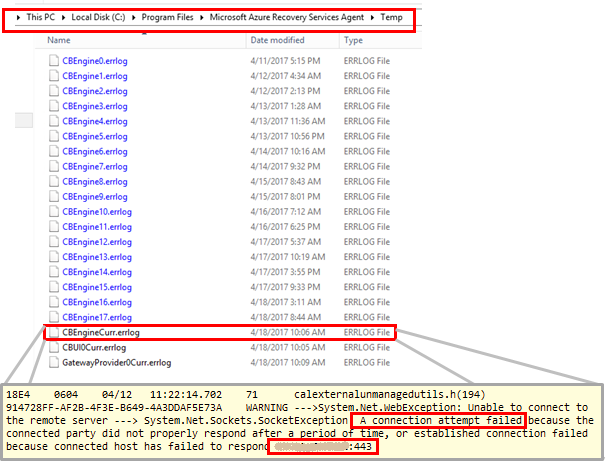 This PC ▸ Local Disk (C:) ▸ Program Files ▸ Microsoft Azure Recovery Services Agent ▸ Temp
Name Date modified Type
CBEngine0.errlog 4/11/2017 5:15 PM ERRLOG File
CBEngine1.errlog 4/12/2017 4:34 AM ERRLOG File
CBEngine2.errlog 4/12/2017 2:13 PM ERRLOG File
CBEngine3.errlog 4/13/2017 1:28 AM ERRLOG File
CBEngine4.errlog 4/13/2017 11:36 AM ERRLOG File
CBEngine5.errlog 4/13/2017 10:56 PM ERRLOG File
CBEngine6.errlog 4/14/2017 10:16 AM ERRLOG File
CBEngine7.errlog 4/14/2017 9:32 PM ERRLOG File
CBEngine8.errlog 4/15/2017 8:43 AM ERRLOG File
CBEngine9.errlog 4/15/2017 8:01 PM ERRLOG File
CBEngine10.errlog 4/16/2017 7:12 AM ERRLOG File
CBEngine11.errlog 4/16/2017 6:25 PM ERRLOG File
CBEngine12.errlog 4/17/2017 5:37 AM ERRLOG File
CBEngine13.errlog 4/17/2017 10:19 AM ERRLOG File
CBEngine14.errlog 4/17/2017 3:55 PM ERRLOG File
CBEngine15.errlog 4/17/2017 9:33 PM ERRLOG File
CBEngine16.errlog 4/18/2017 3:11 AM ERRLOG File
CBEngine17.errlog 4/18/2017 8:44 AM ERRLOG File
CBEngineCurr.errlog 4/18/2017 10:06 AM ERRLOG File
CBUI0Curr.errlog 4/18/2017 10:05 AM ERRLOG File
GatewayProvider0Curr.errlog 4/18/2017 10:09 AM ERRLOG File
18E4 0604 04/12 11:22:14.702 71 calexternalunmanagedutils.h(194)
914728FF-AF2B-4F3E-B649-4A3DDAF5E73A WARNING --->System.Net.WebException: Unable to connect to
the remote server ---> System.Net.Sockets.SocketException A connection attempt failed because the
connected party did not properly respond after a period of time, or established connection failed
because connected host has failed to respond :443